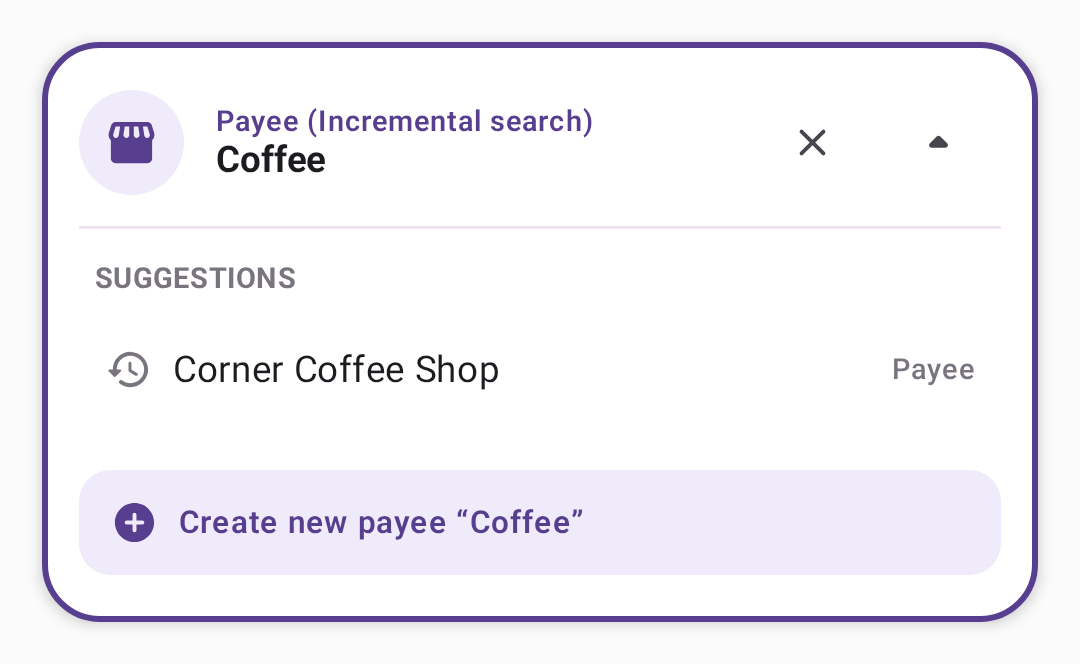 Payee (Incremental search)
Coffee
SUGGESTIONS
Corner Coffee Shop
Payee
Create new payee “Coffee”